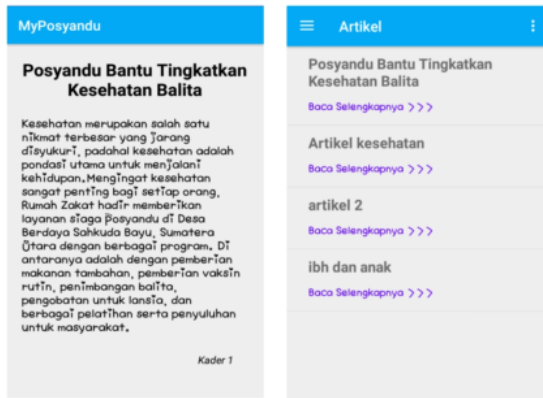 MyPosyandu
Posyandu Bantu Tingkatkan
Kesehatan Balita
Kesehatan merupakan salah satu
nikmat terbesar yang jarang
disyukuri, padahal kesehatan adalah
pondasi utama untuk menjalani
kehidupan.Mengingat kesehatan
sangat penting bagi setiap orang,
Rumah Zakat hadir memberikan
layanan siaga Posyandu di Desa
Berdaya Sahkuda Bayu, Sumatera
Utara dengan berbagai program. Di
antaranya adalah dengan pemberian
makanan tambahan, pemberian vaksin
rutin, penimbangan balita,
pengobatan untuk lansia, dan
berbagai pelatihan serta penyuluhan
untuk masyarakat.
Kader 1
Artikel
Posyandu Bantu Tingkatkan
Kesehatan Balita
Baca Selengkapnya >>>
Artikel kesehatan
Baca Selengkapnya >>>
artikel 2
Baca Selengkapnya >>>
ibh dan anak
Baca Selengkapnya >>>